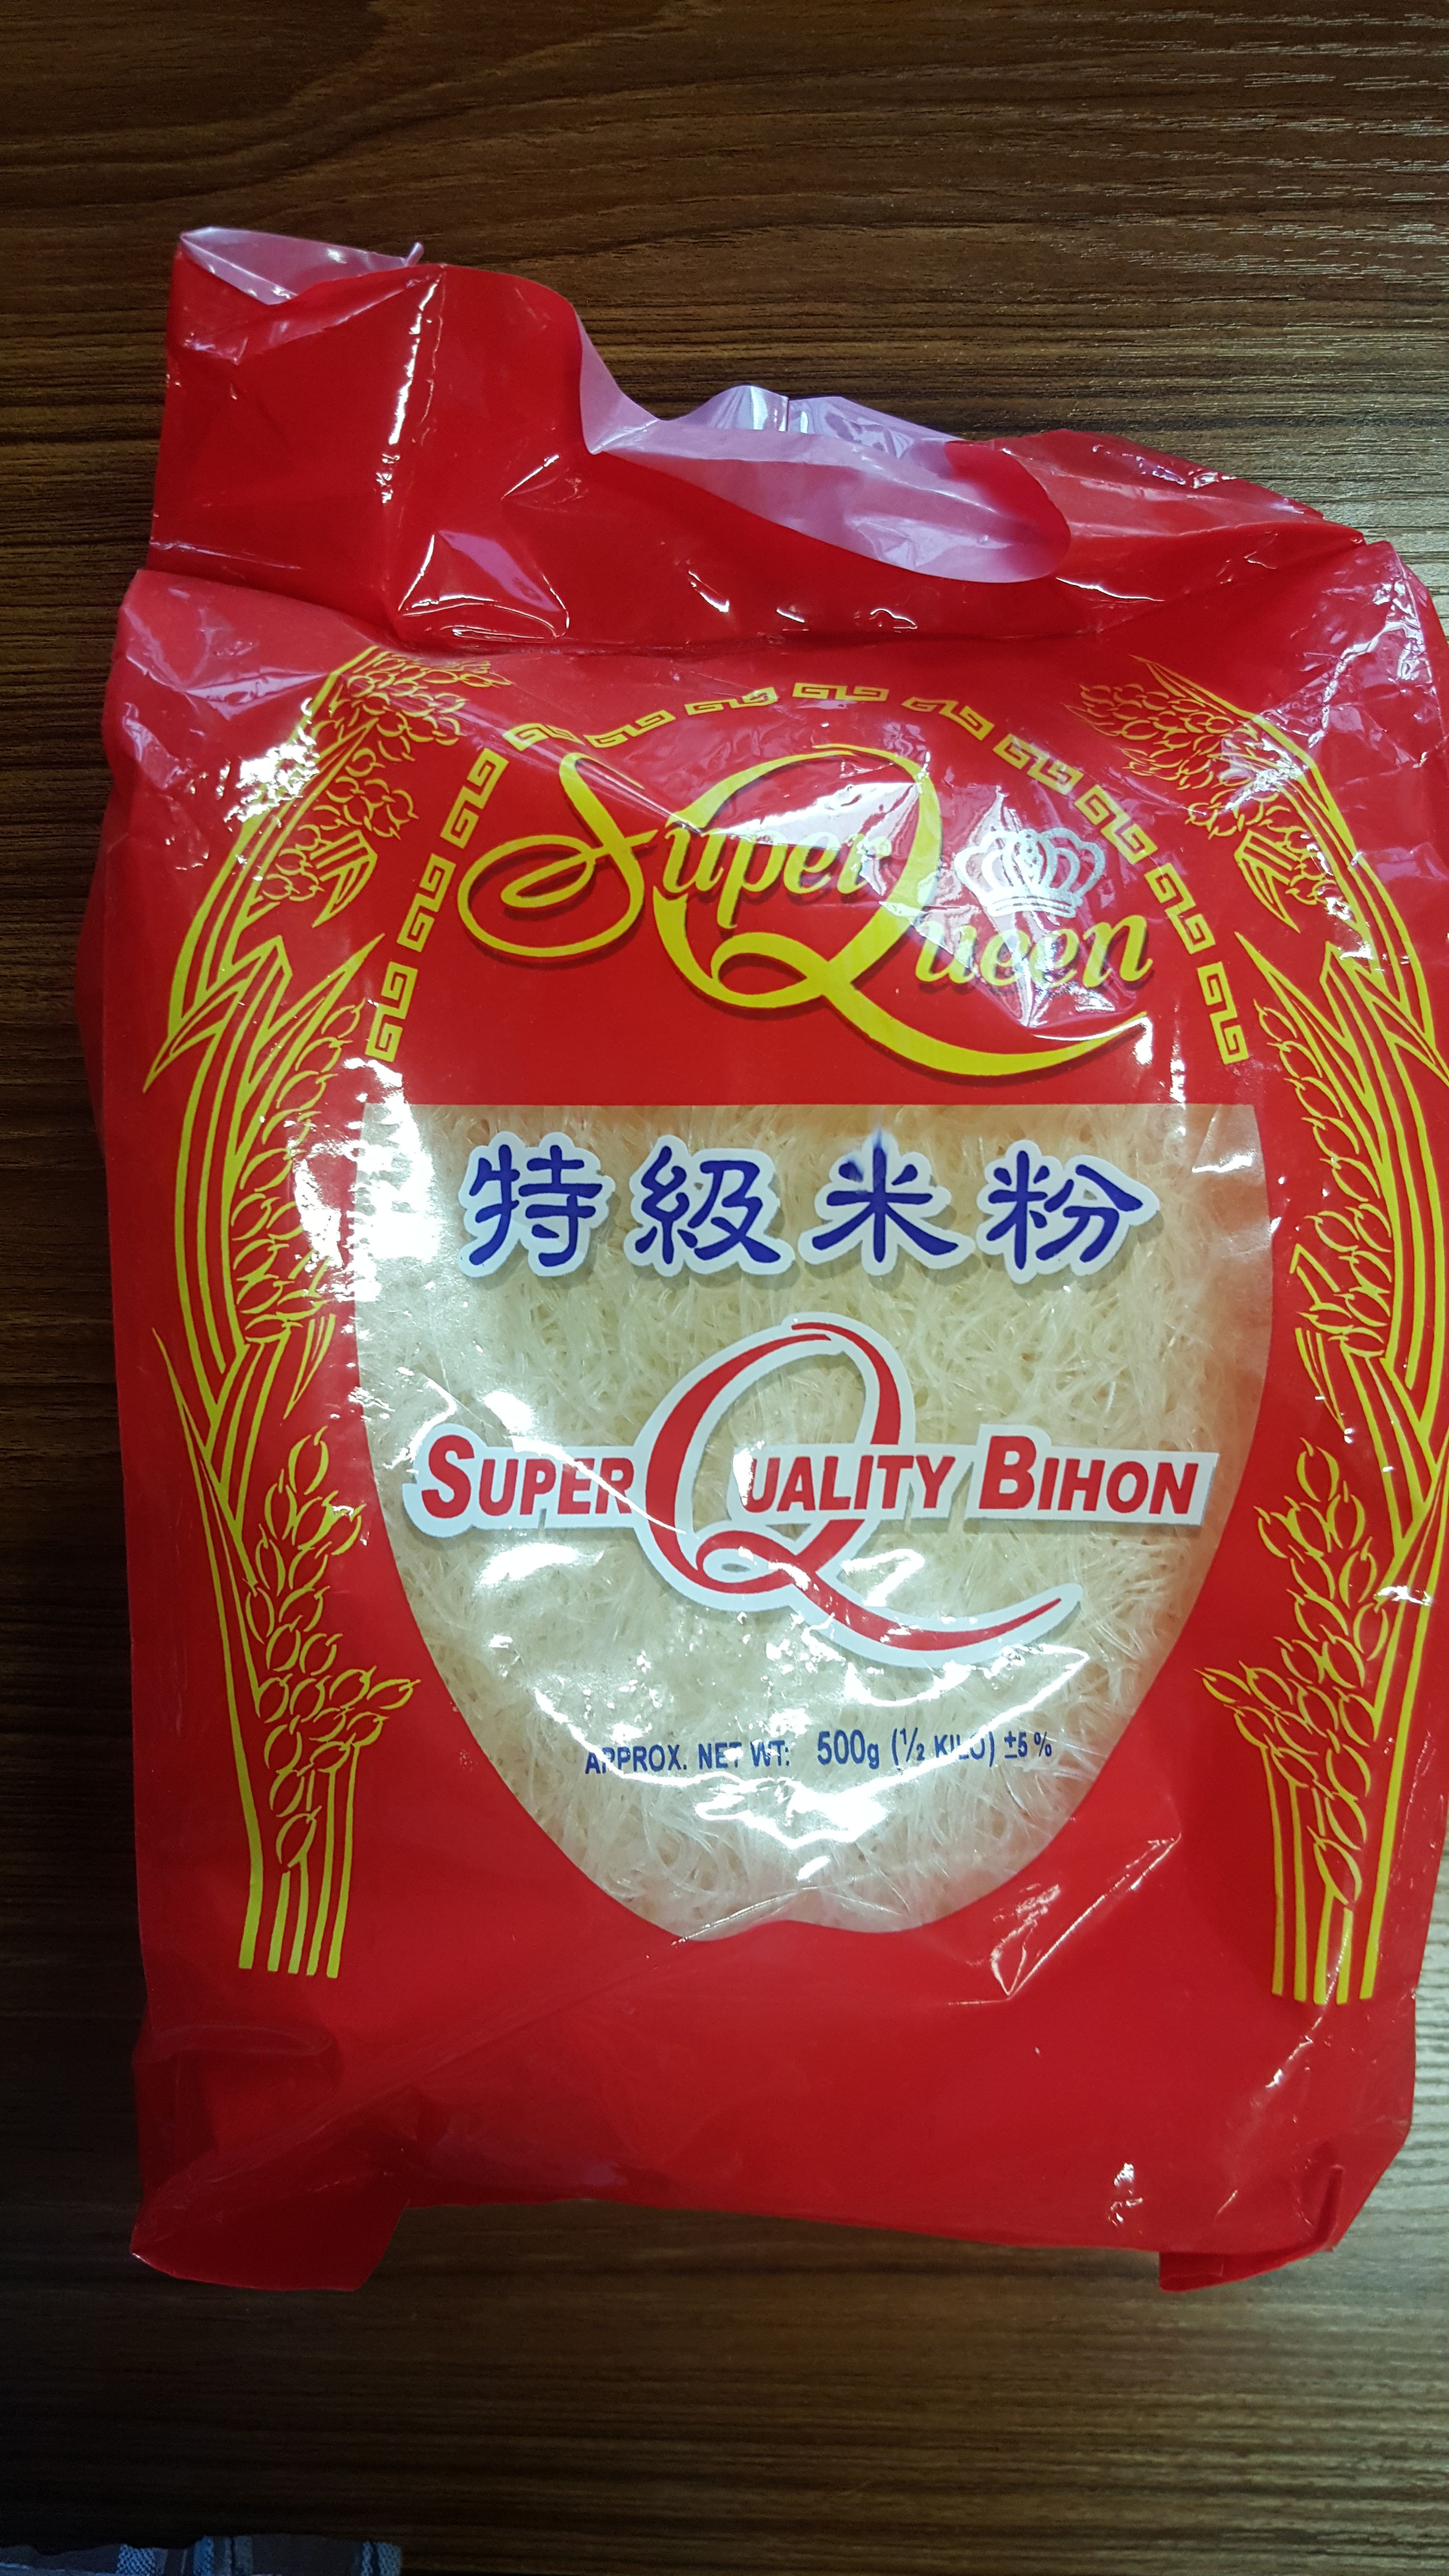 Super Queen
特級米粉
SUPER QUALITY BIHON
APPROX. NET WT: 500g (1/2 KILO) ±5%